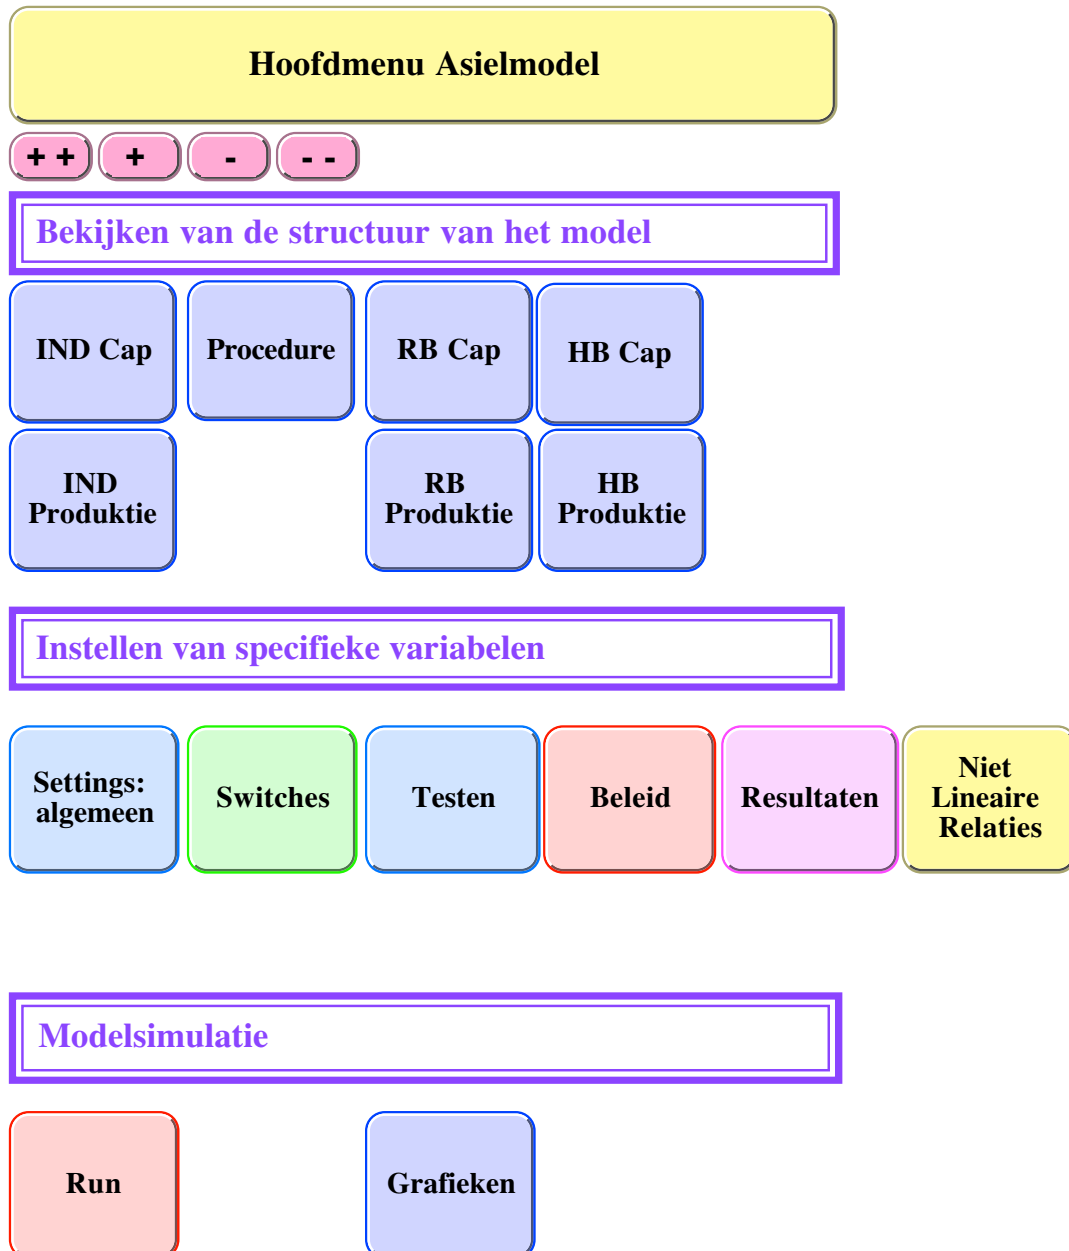 Hoofdmenu Asielmodel
+ + + - - -
Bekijken van de structuur van het model
IND Cap Procedure RB Cap HB Cap
IND
Produktie
RB
Produktie
HB
Produktie
Instellen van specifieke variabelen
Settings:
algemeen
Switches
Testen
Beleid
Resultaten
Niet
Lineaire
Relaties
Modelsimulatie
Run
Grafieken